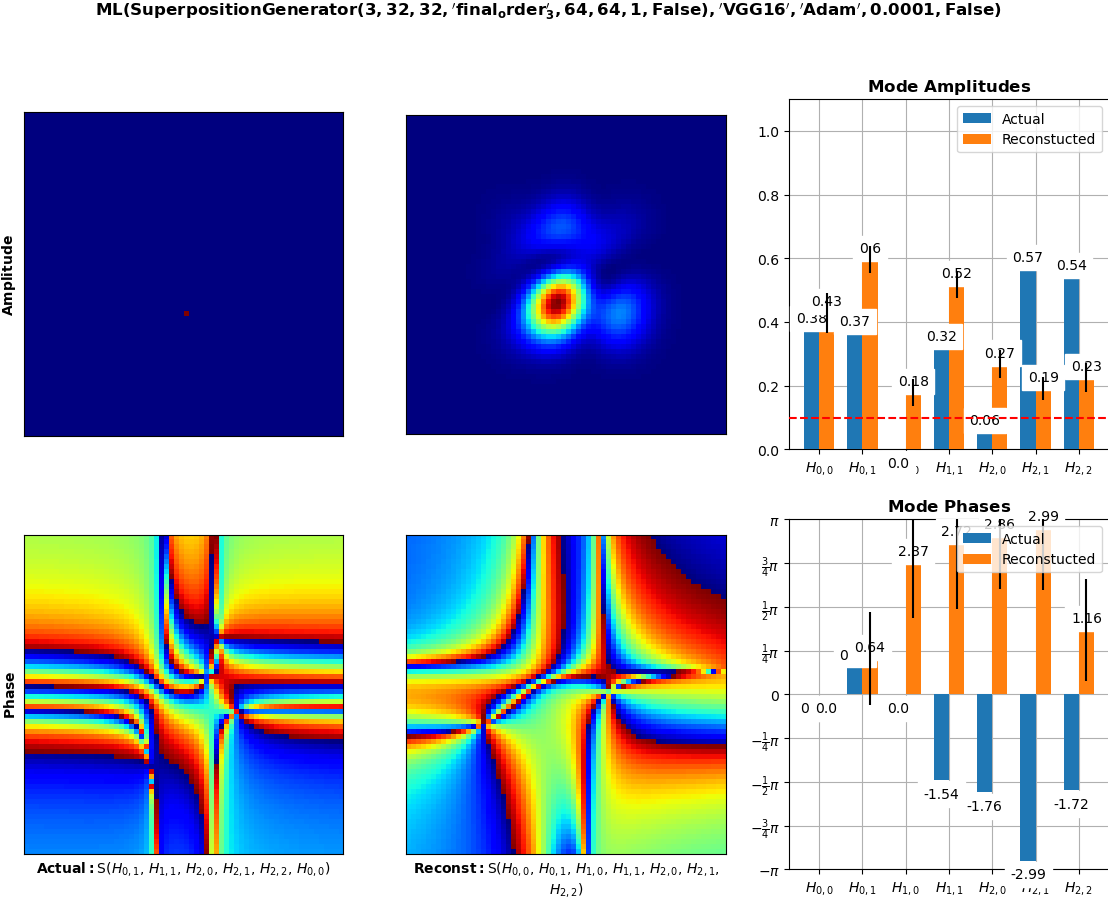 ML(SuperpositionGenerator(3, 32, 32, ′final_order′_3, 64, 64, 1, False), ′VGG16′, ′Adam′, 0.0001, False)
Amplitude
Mode Amplitudes
Actual
Reconstucted
1.0
0.8
0.6
0.4
0.2
0.0
0.38
0.43
0.37
0.6
0.0
0.18
0.32
0.52
0.06
0.27
0.57
0.19
0.54
0.23
H0,0 H0,1 H1,1 H2,0 H2,1 H2,2
Phase
Mode Phases
Actual
Reconstucted
π
3/4π
1/2π
1/4π
0
−1/4π
−1/2π
−3/4π
−π
0
0.0
0
0.64
0.0
2.37
-1.54
-1.76
2.86
-2.99
2.99
-1.72
1.16
H0,0 H0,1 H1,0 H1,1 H2,0 H2,1 H2,2
Actual: S(H0,1, H1,1, H2,0, H2,1, H2,2, H0,0)
Reconst: S(H0,0, H0,1, H1,0, H1,1, H2,0, H2,1,
H2,2)